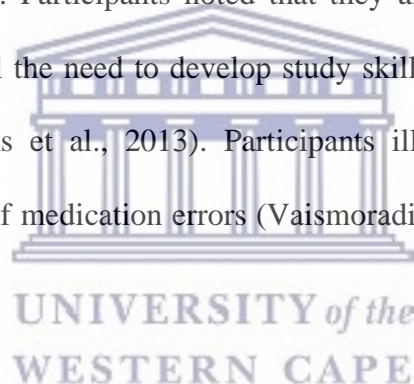 . Participants noted that they
the need to develop study skill
s et al., 2013). Participants ill
f medication errors (Vaismoradi
UNIVERSITY of the
WESTERN CAPE